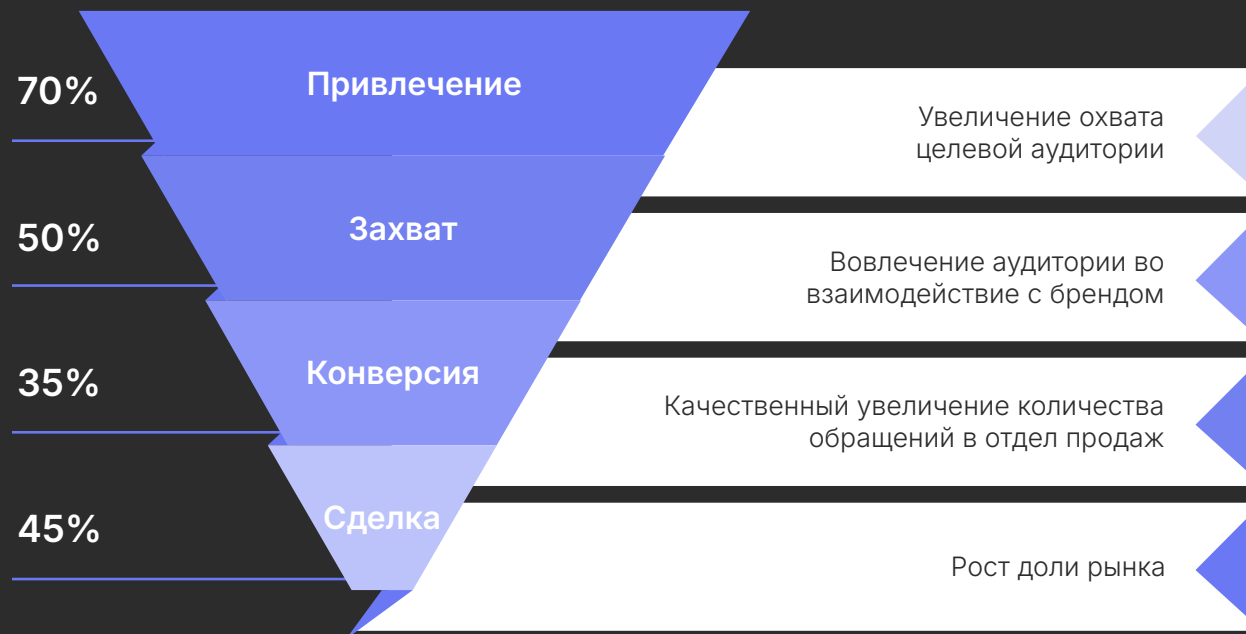 70%
Привлечение
Увеличение охвата
целевой аудитории
50%
Захват
Вовлечение аудитории во
взаимодействие с брендом
35%
Конверсия
Качественный увеличение количества
обращений в отдел продаж
45%
Сделка
Рост доли рынка